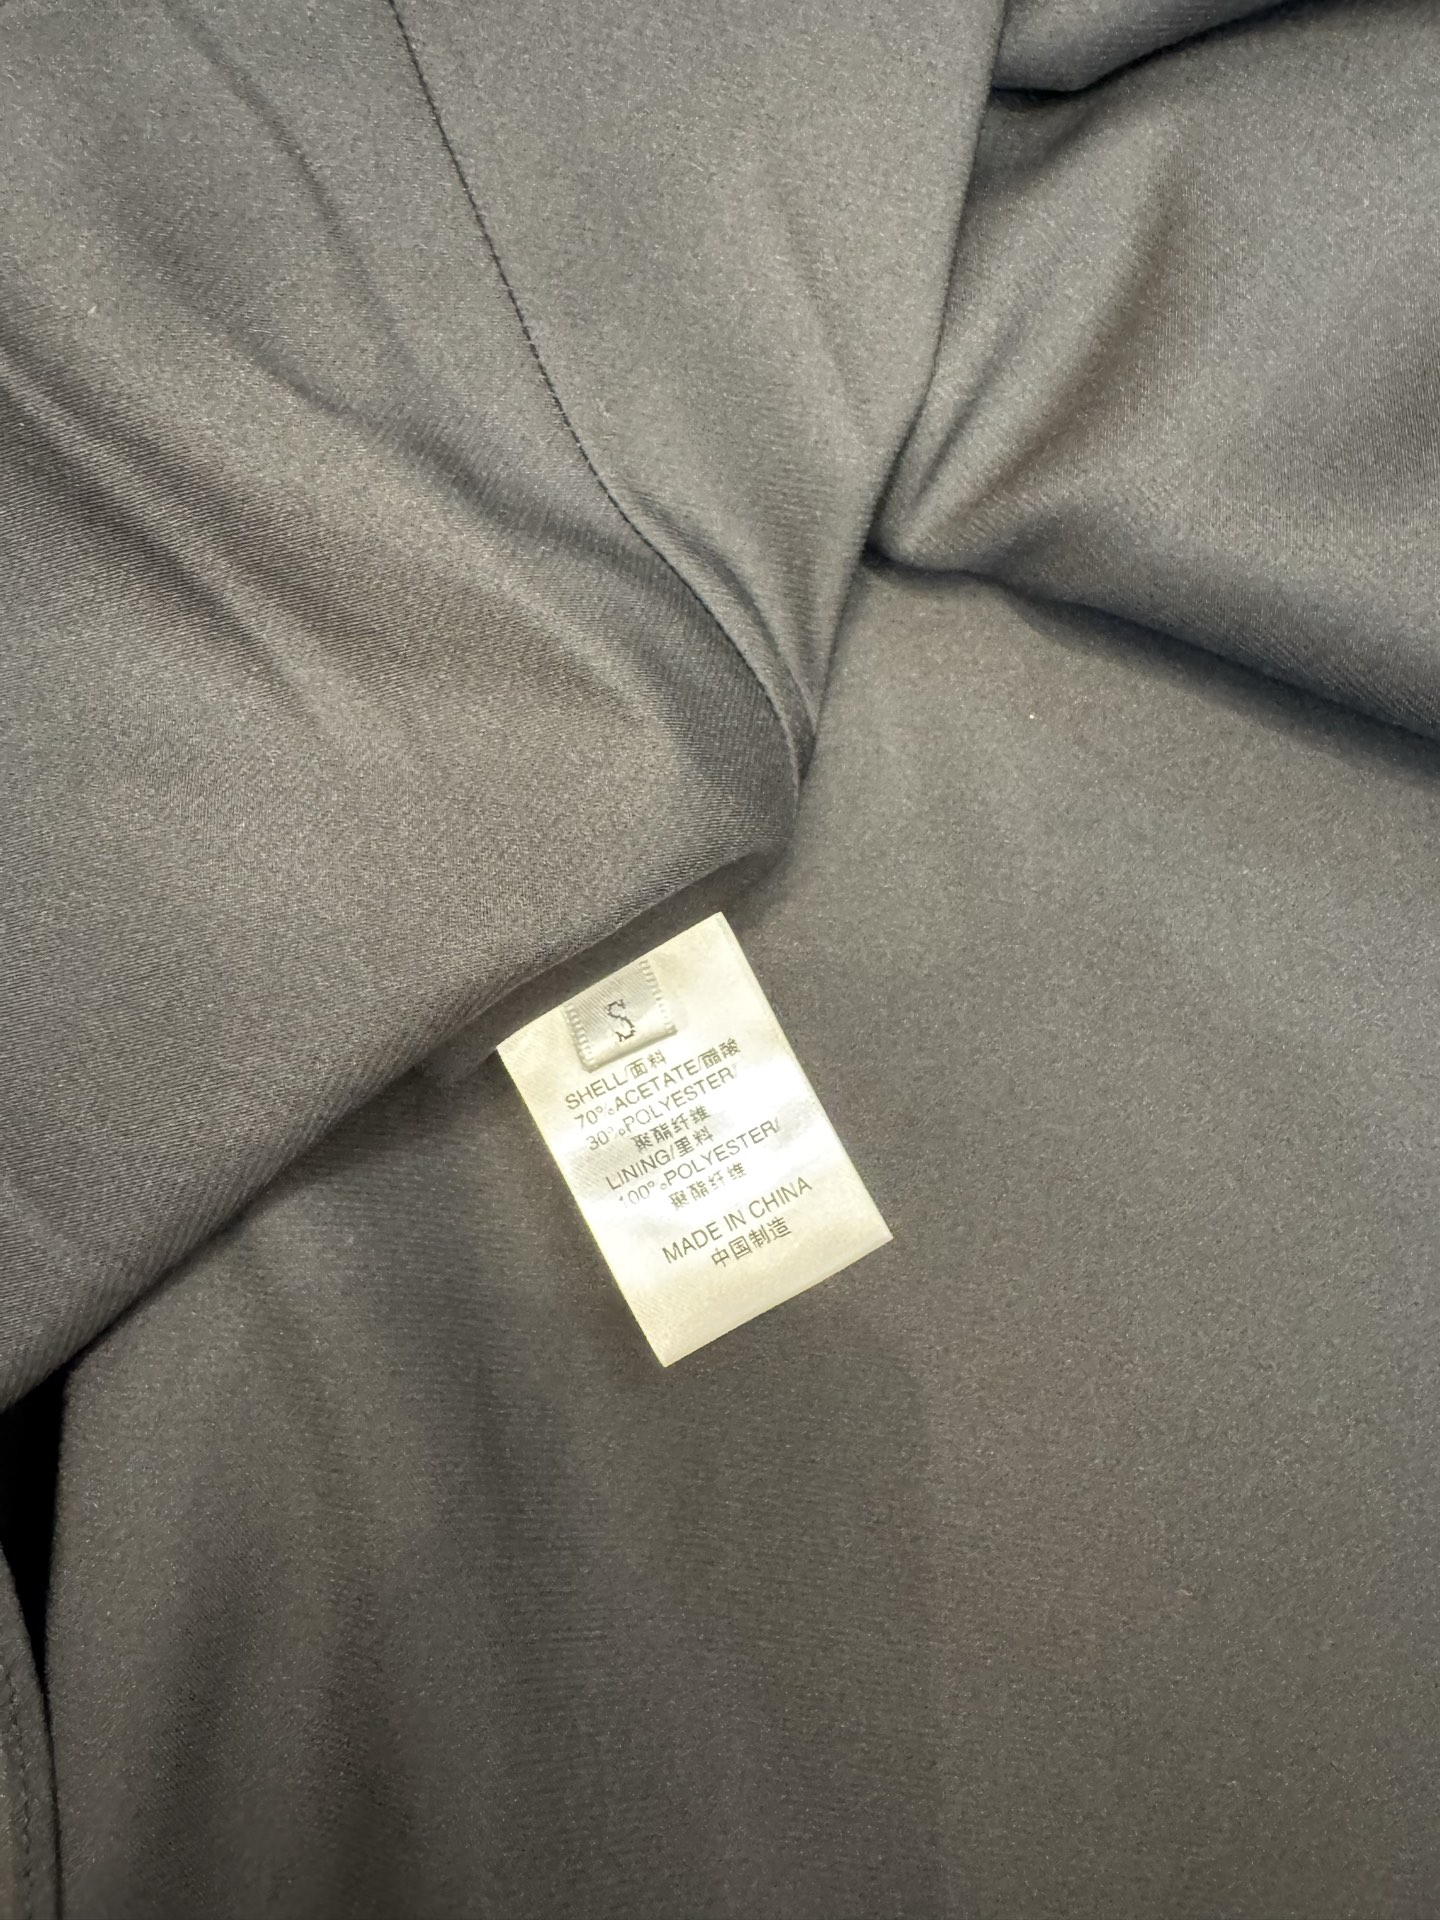 S
SHELL/面料
70%ACETATE/醋酸
30%POLYESTER/
聚酯纤维
LINING/里料
100%POLYESTER/
聚酯纤维
MADE IN CHINA
中国制造